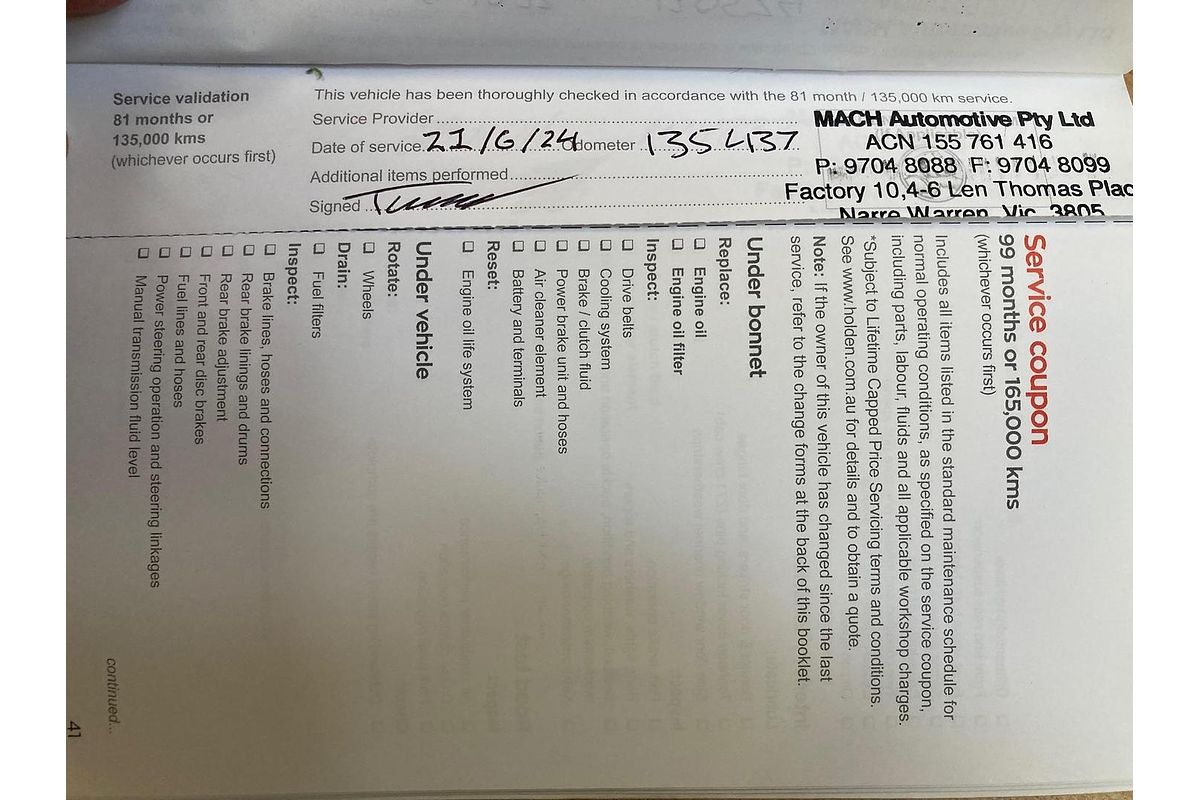 Service validation
81 months or
135,000 kms
(whichever occurs first)
This vehicle has been thoroughly checked in accordance with the 81 month / 135,000 km service.
Service Provider
Date of service 21/6/24 dometer 135437
Additional items performed
Signed
MACH Automotive Pty Ltd
ACN 155 761 416
P: 9704 8088 F: 9704 8099
Factory 10,4-6 Len Thomas Plac
Narre Warren, Vic 3805
Service coupon
99 months or 165,000 kms
(whichever occurs first)
Includes all items listed in the standard maintenance schedule for
normal operating conditions, as specified on the service coupon,
including parts, labour, fluids and all applicable workshop charges.
*Subject to Lifetime Capped Price Servicing terms and conditions.
See www.holden.com.au for details and to obtain a quote.
Note: If the owner of this vehicle has changed since the last
service, refer to the change forms at the back of this booklet.
Under bonnet
Replace:
Engine oil
Engine oil filter
Inspect:
Drive belts
Cooling system
Brake / clutch fluid
Power brake unit and hoses
Air cleaner element
Battery and terminals
Reset:
Engine oil life system
Under vehicle
Rotate:
Wheels
Drain:
Fuel filters
Inspect:
Brake lines, hoses and connections
Rear brake linings and drums
Rear brake adjustment
Front and rear disc brakes
Fuel lines and hoses
Power steering operation and steering linkages
Manual transmission fluid level
continued...
41